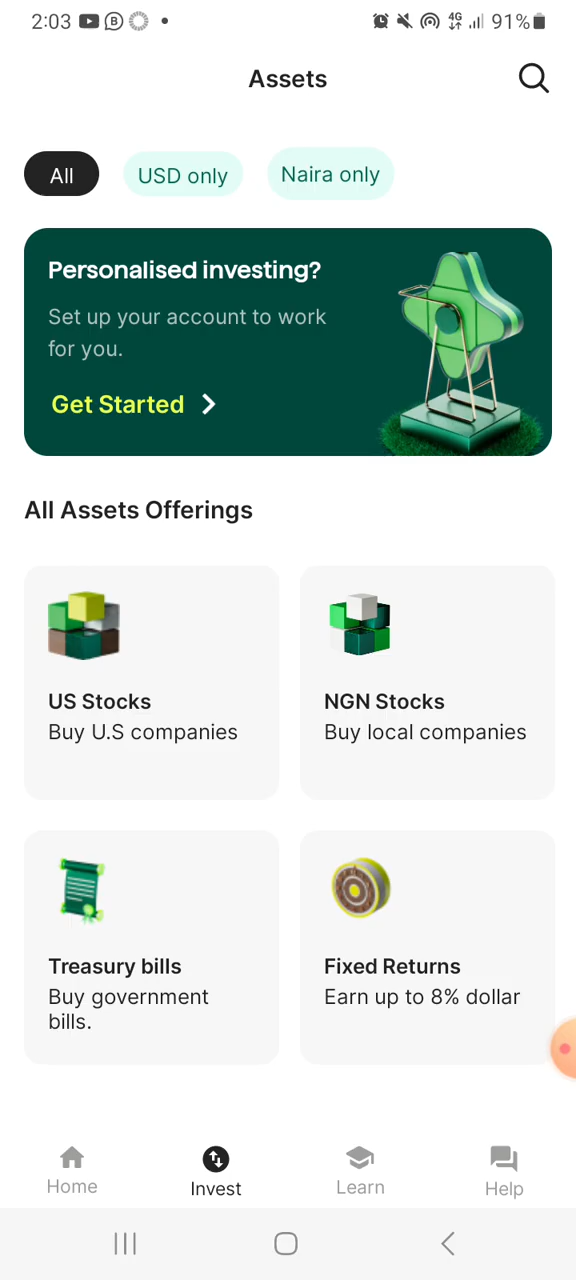 2:03
4G
91%
Assets
All
USD only
Naira only
Personalised investing?
Set up your account to work
for you.
Get Started
All Assets Offerings
US Stocks
Buy U.S companies
NGN Stocks
Buy local companies
Treasury bills
Buy government
bills.
Fixed Returns
Earn up to 8% dollar
Home
Invest
Learn
Help